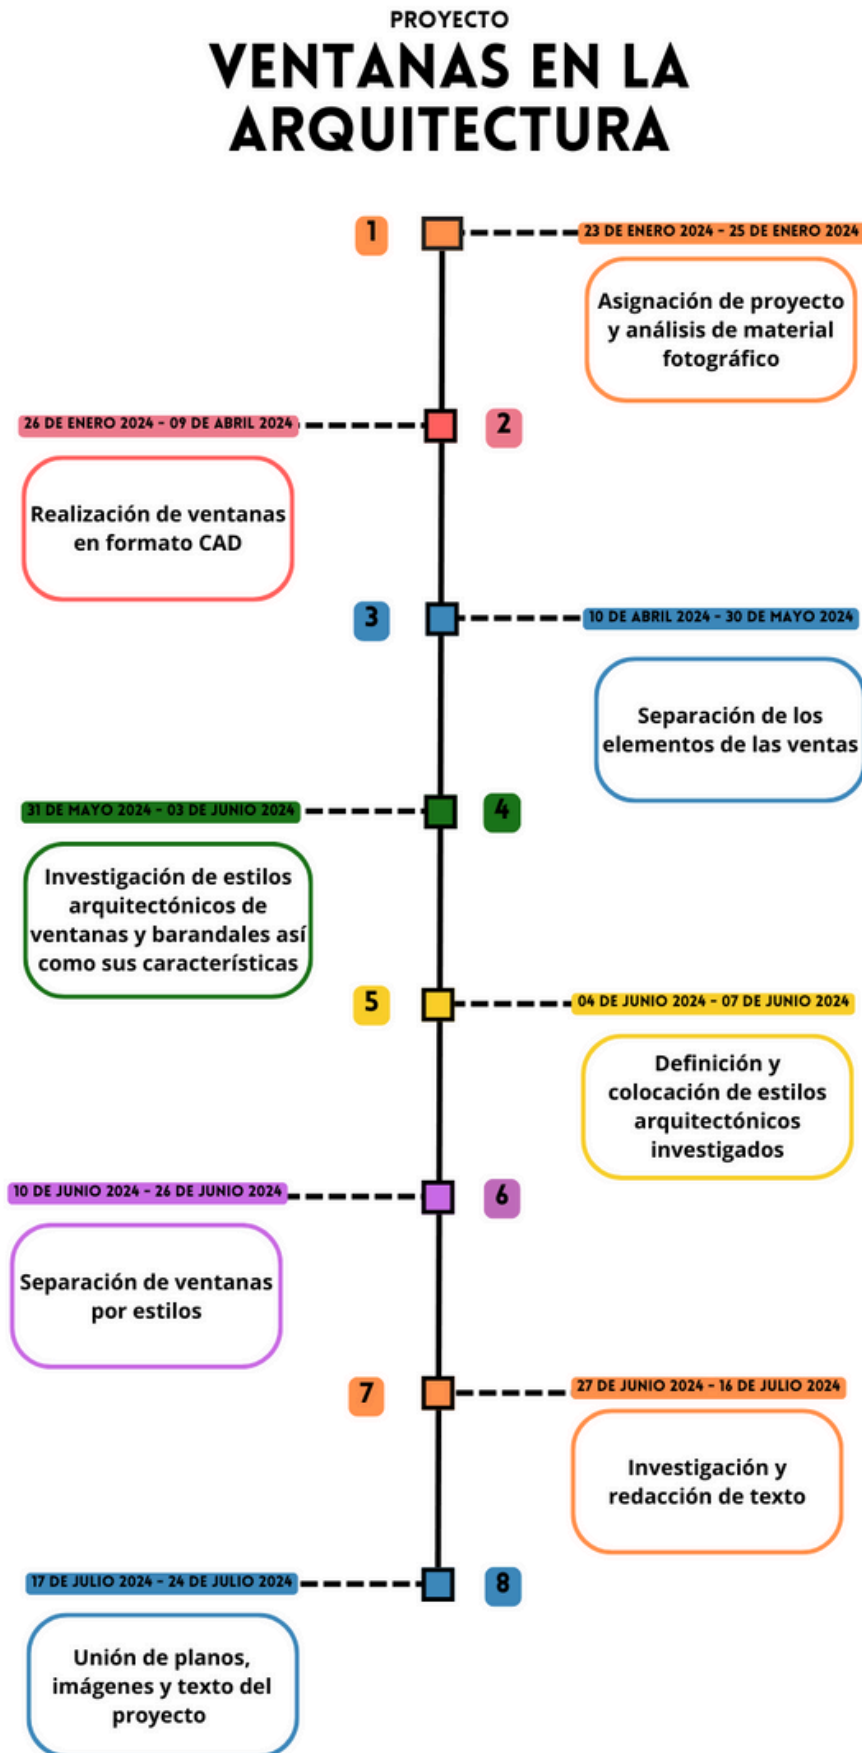 PROYECTO
VENTANAS EN LA
ARQUITECTURA
1
23 DE ENERO 2024 - 25 DE ENERO 2024
Asignación de proyecto
y análisis de material
fotográfico
26 DE ENERO 2024 - 09 DE ABRIL 2024
2
Realización de ventanas
en formato CAD
3
10 DE ABRIL 2024 - 30 DE MAYO 2024
Separación de los
elementos de las ventas
31 DE MAYO 2024 - 03 DE JUNIO 2024
4
Investigación de estilos
arquitectónicos de
ventanas y barandales así
como sus características
5
04 DE JUNIO 2024 - 07 DE JUNIO 2024
Definición y
colocación de estilos
arquitectónicos
investigados
10 DE JUNIO 2024 - 26 DE JUNIO 2024
6
Separación de ventanas
por estilos
7
27 DE JUNIO 2024 - 16 DE JULIO 2024
Investigación y
redacción de texto
17 DE JULIO 2024 - 24 DE JULIO 2024
8
Unión de planos,
imágenes y texto del
proyecto